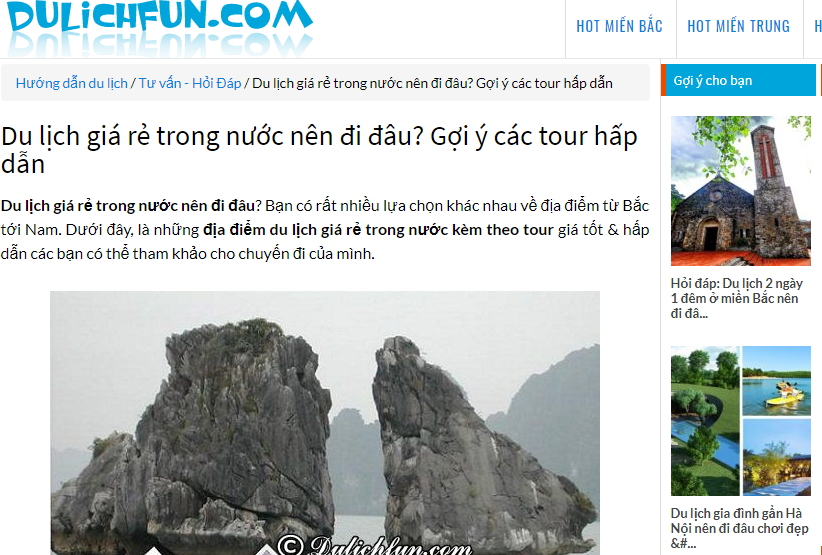 DULiCHFUN.COM
HOT MIỀN BẮC
HOT MIỀN TRUNG
H
Hướng dẫn du lịch / Tư vấn - Hỏi Đáp / Du lịch giá rẻ trong nước nên đi đâu? Gợi ý các tour hấp dẫn
Du lịch giá rẻ trong nước nên đi đâu? Gợi ý các tour hấp
dẫn
Du lịch giá rẻ trong nước nên đi đâu? Bạn có rất nhiều lựa chọn khác nhau về địa điểm từ Bắc
tới Nam. Dưới đây, là những địa điểm du lịch giá rẻ trong nước kèm theo tour giá tốt & hấp
dẫn các bạn có thể tham khảo cho chuyến đi của mình.
© Dulichfun.com
Gợi ý cho bạn
Hỏi đáp: Du lịch 2 ngày
1 đêm ở miền Bắc nên
đi đâ...
Du lịch gia đình gần Hà
Nội nên đi đâu chơi đẹp
&#...